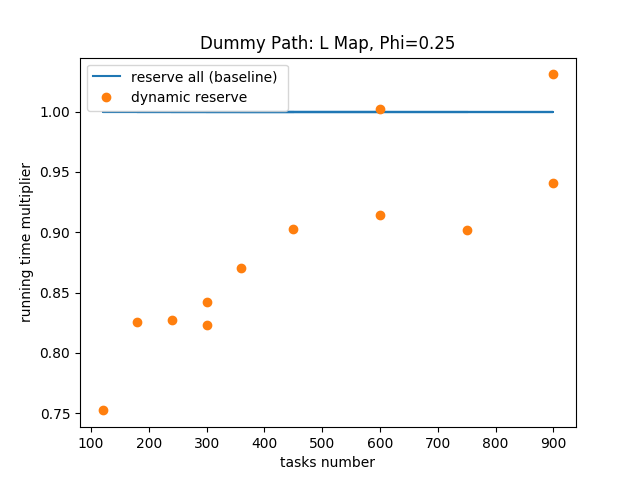 Dummy Path: L Map, Phi=0.25
reserve all (baseline)
dynamic reserve
running time multiplier
1.00
0.95
0.90
0.85
0.80
0.75
100 200 300 400 500 600 700 800 900
tasks number